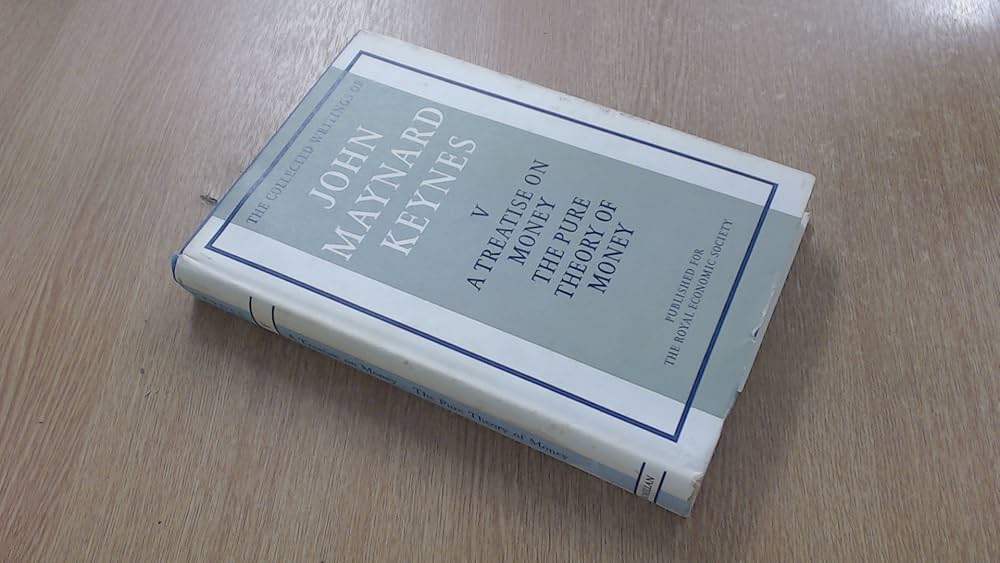 THE COLLECTED WRITINGS OF
JOHN
MAYNARD
KEYNES
V
A TREATISE ON
MONEY
THE PURE
THEORY OF
MONEY
PUBLISHED FOR
THE ROYAL ECONOMIC SOCIETY
A Treatise on Money The Pure Theory of Money